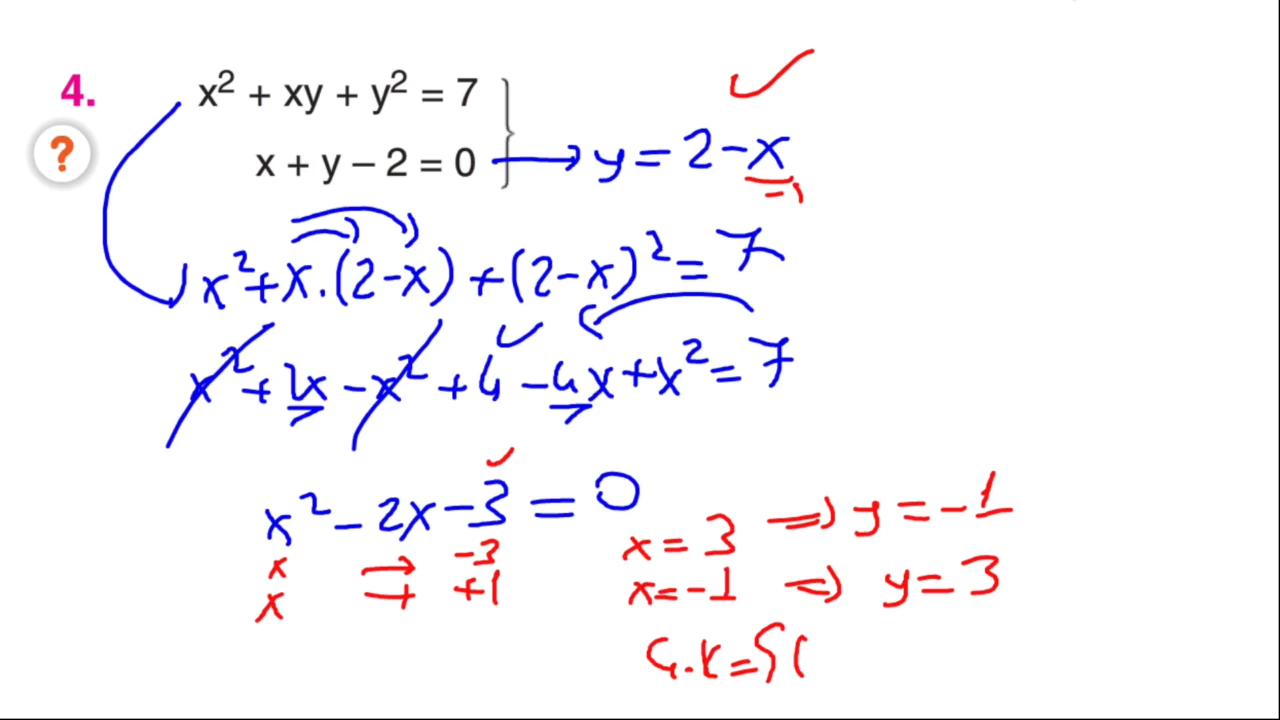 4. x² + xy + y² = 7
? x + y − 2 = 0 → y = 2 - x
-1
x² + x.(2-x) + (2-x)² = 7
x² + 2x - x² + 4 - 4x + x² = 7
x² - 2x - 3 = 0
x -3 x = 3 ⇒ y = -1
x +1 x = -1 ⇒ y = 3
Ç.K = {(